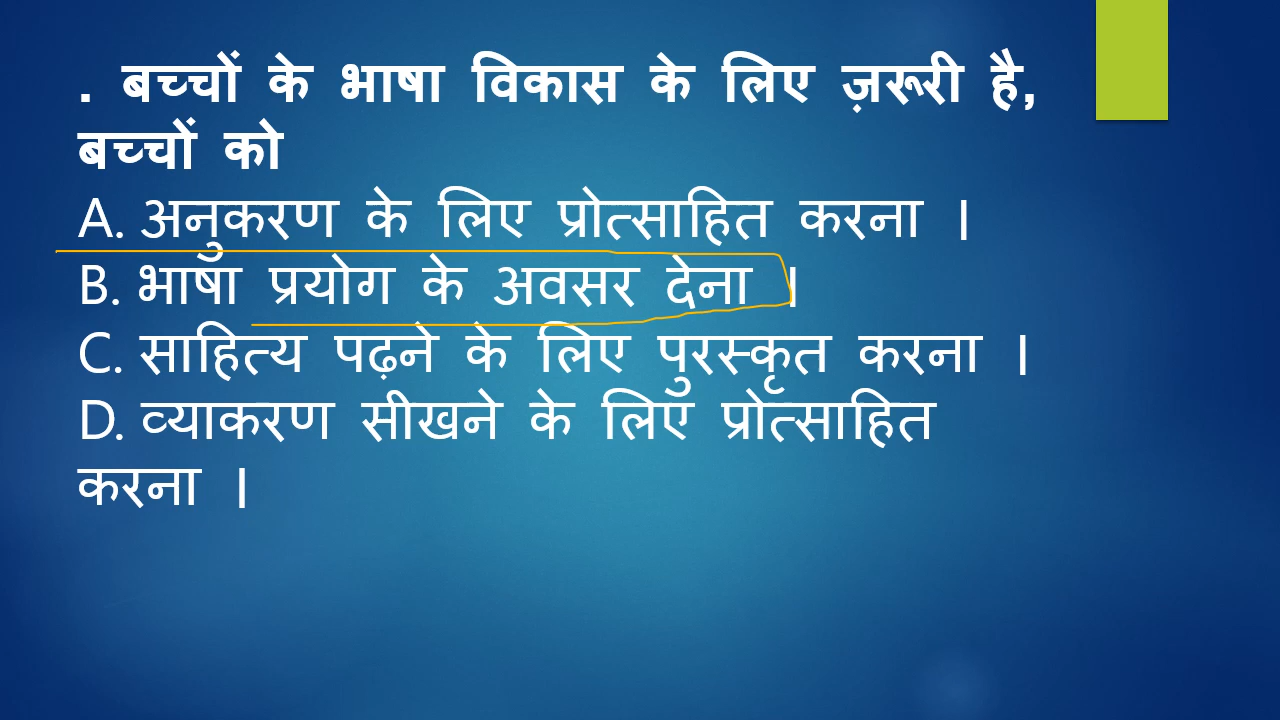 . बच्चों के भाषा विकास के लिए ज़रूरी है,
बच्चों को
A. अनुकरण के लिए प्रोत्साहित करना ।
B. भाषा प्रयोग के अवसर देना ।
C. साहित्य पढ़ने के लिए पुरस्कृत करना ।
D. व्याकरण सीखने के लिए प्रोत्साहित
करना ।